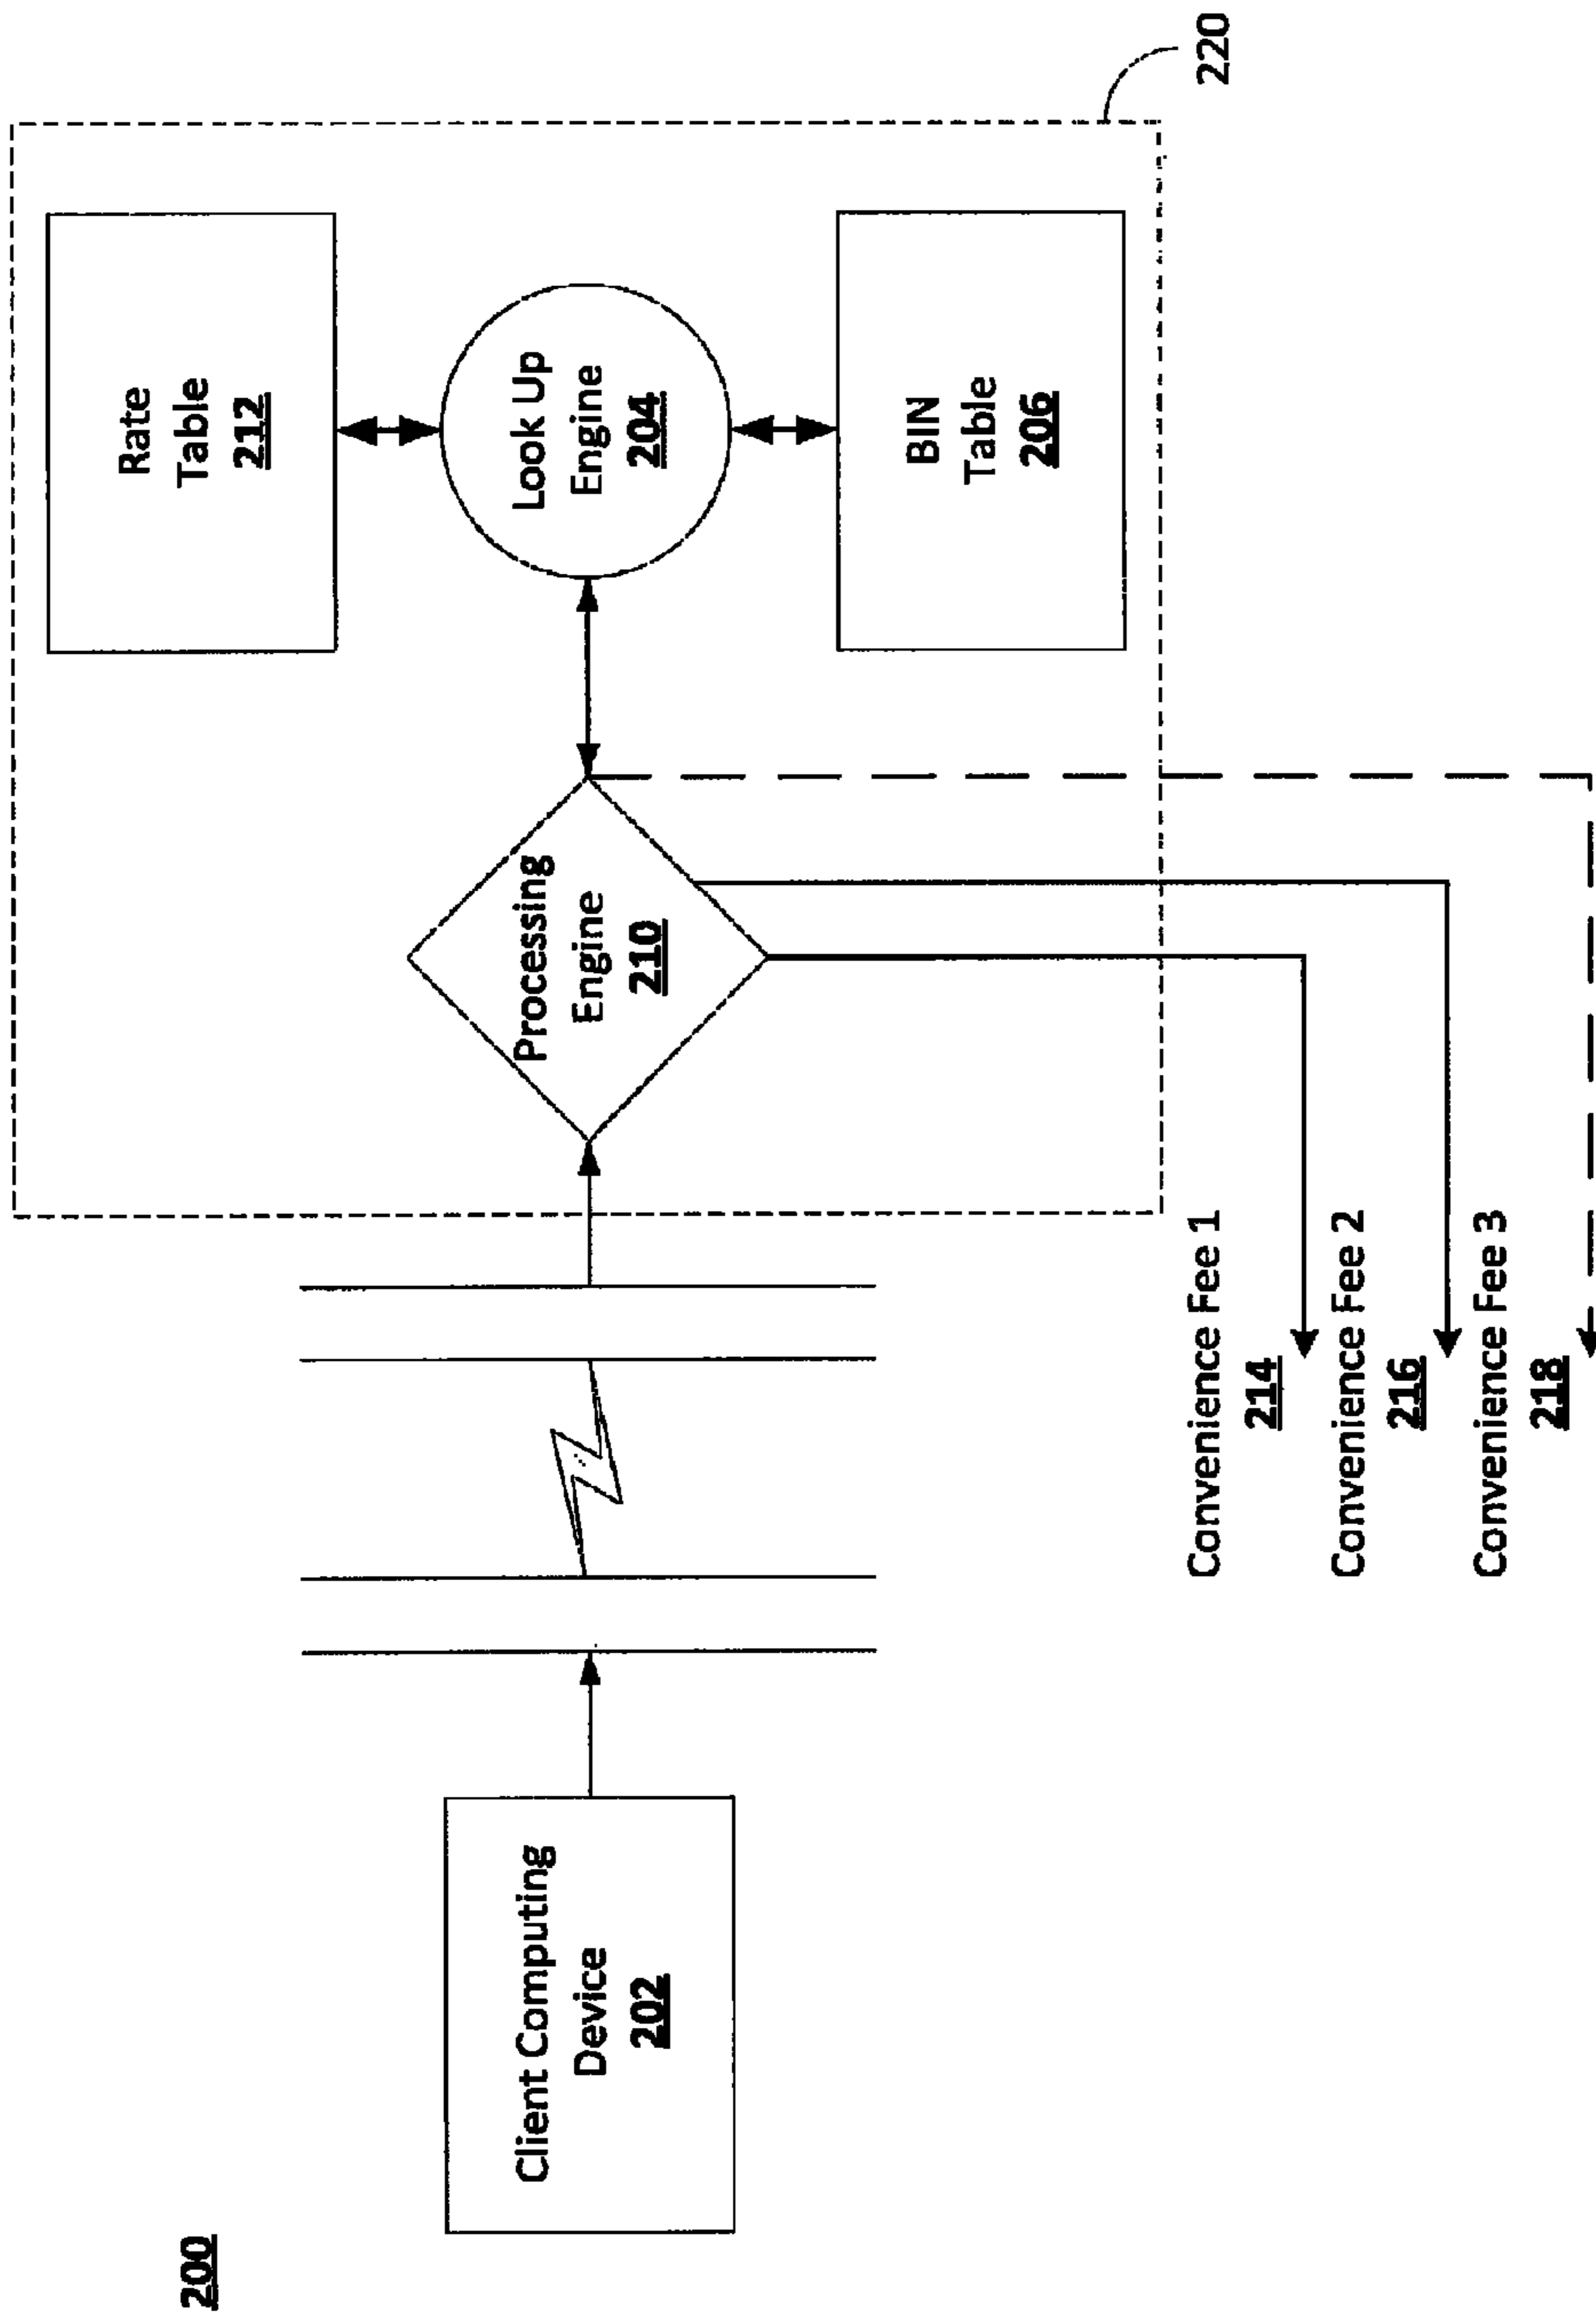 200
Client Computing
Device
202
Processing
Engine
210
Look Up
Engine
204
Rate
Table
212
BIN
Table
206
220
Convenience Fee 1
214
Convenience Fee 2
216
Convenience Fee 3
218